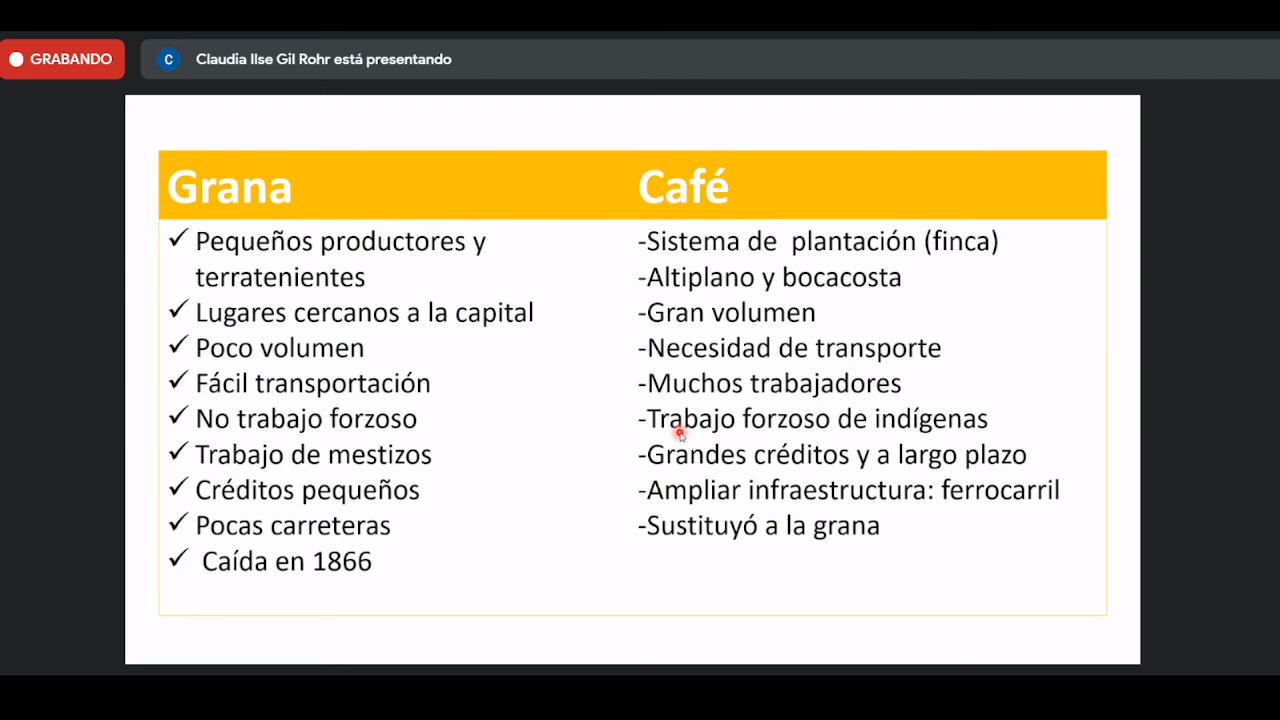 GRABANDO
C
Claudia Ilse Gil Rohr está presentando
Grana
Pequeños productores y
terratenientes
Lugares cercanos a la capital
Poco volumen
Fácil transportación
No trabajo forzoso
Trabajo de mestizos
Créditos pequeños
Pocas carreteras
Caída en 1866
Café
-Sistema de plantación (finca)
-Altiplano y bocacosta
-Gran volumen
-Necesidad de transporte
-Muchos trabajadores
-Trabajo forzoso de indígenas
-Grandes créditos y a largo plazo
-Ampliar infraestructura: ferrocarril
-Sustituyó a la grana